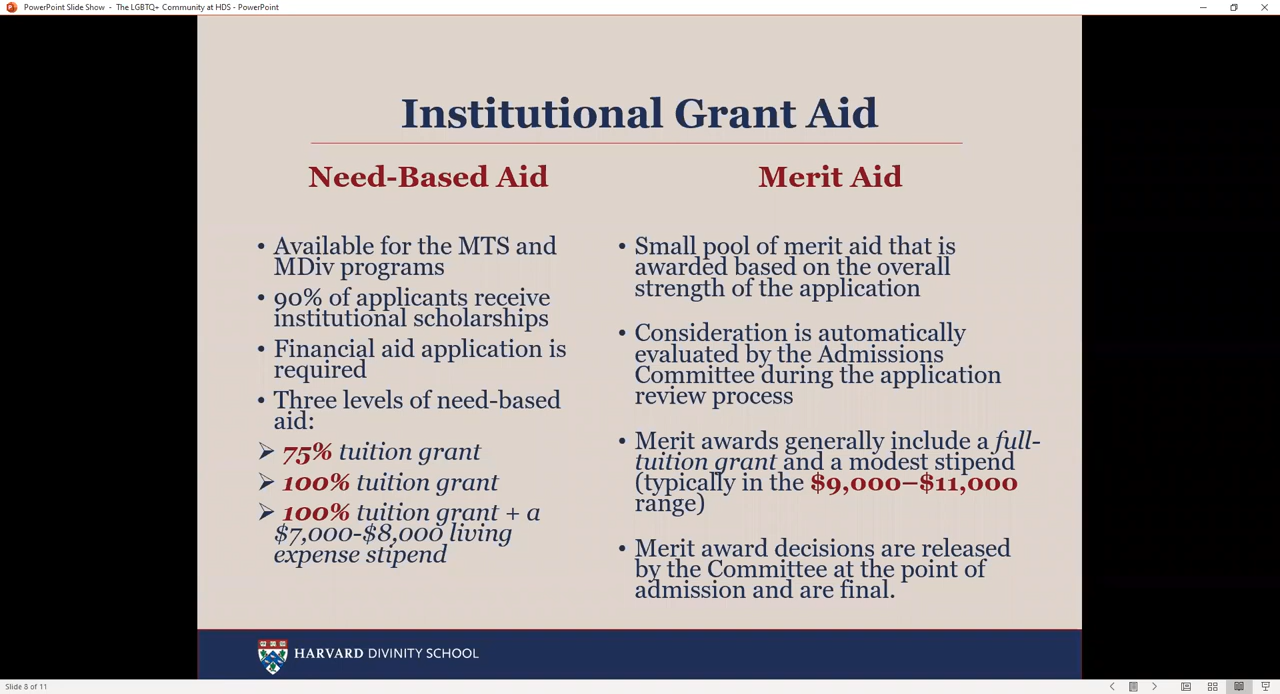 PowerPoint Slide Show - The LGBTQ+ Community at HDS - PowerPoint
Institutional Grant Aid
Need-Based Aid
• Available for the MTS and
MDiv programs
• 90% of applicants receive
institutional scholarships
• Financial aid application is
required
• Three levels of need-based
aid:
➢ 75% tuition grant
➢ 100% tuition grant
➢ 100% tuition grant + a
$7,000-$8,000 living
expense stipend
Merit Aid
• Small pool of merit aid that is
awarded based on the overall
strength of the application
• Consideration is automatically
evaluated by the Admissions
Committee during the application
review process
• Merit awards generally include a full-
tuition grant and a modest stipend
(typically in the $9,000–$11,000
range)
• Merit award decisions are released
by the Committee at the point of
admission and are final.
HARVARD DIVINITY SCHOOL
Slide 8 of 11